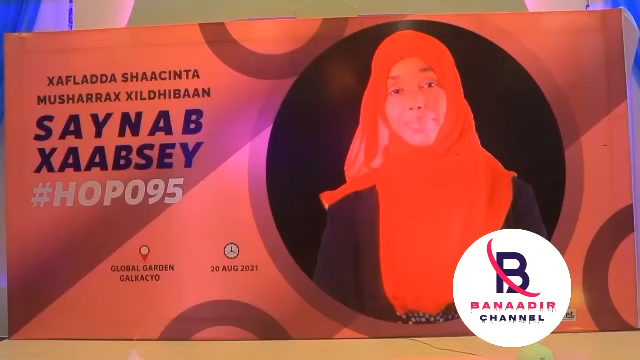 XAFLADDA SHAACINTA
MUSHARRAX XILDHIBAAN
SAYNAB
XAABSEY
#HOP095
GLOBAL GARDEN
GALKACYO
20 AUG 2021
B
BANAADIR
CHANNEL